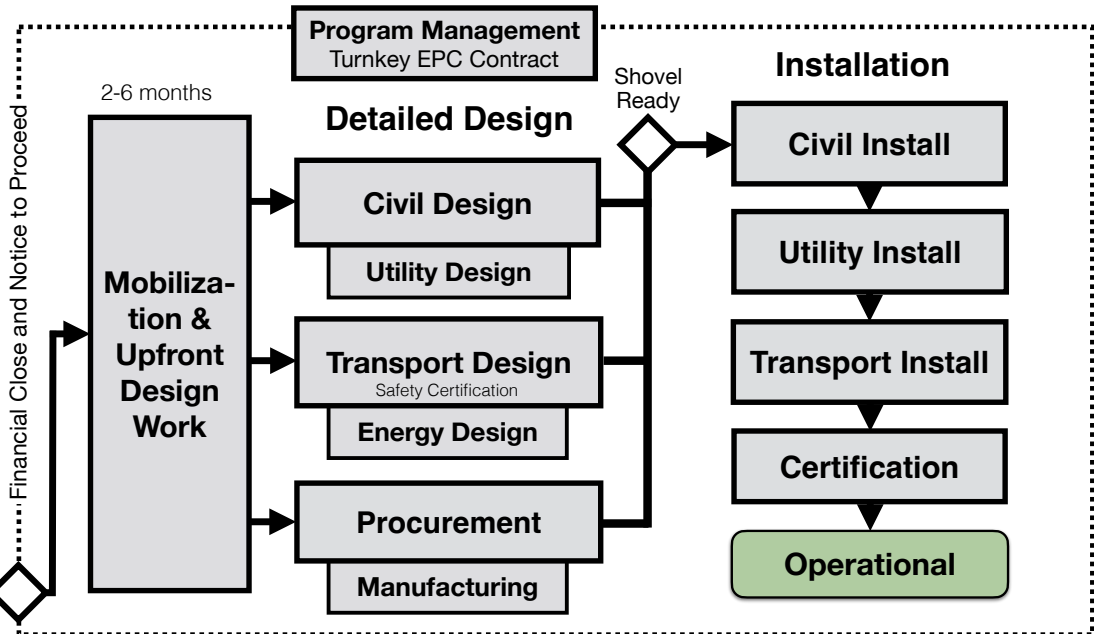 Program Management
Turnkey EPC Contract
Financial Close and Notice to Proceed
2-6 months
Mobiliza-
tion &
Upfront
Design
Work
Detailed Design
Civil Design
Utility Design
Transport Design
Safety Certification
Energy Design
Procurement
Manufacturing
Shovel
Ready
Installation
Civil Install
Utility Install
Transport Install
Certification
Operational